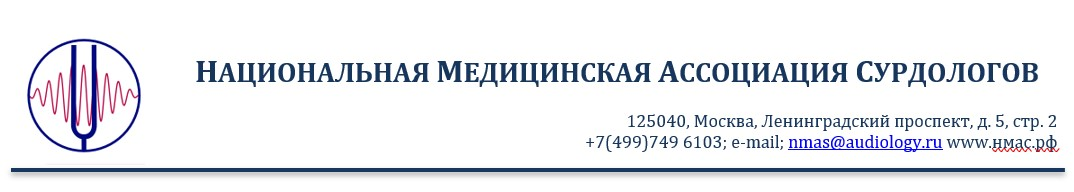 НАЦИОНАЛЬНАЯ МЕДИЦИНСКАЯ АССОЦИАЦИЯ СУРДОЛОГОВ
125040, Москва, Ленинградский проспект, д. 5, стр. 2
+7(499)749 6103; e-mail; nmas@audiology.ru www.нмас.рф